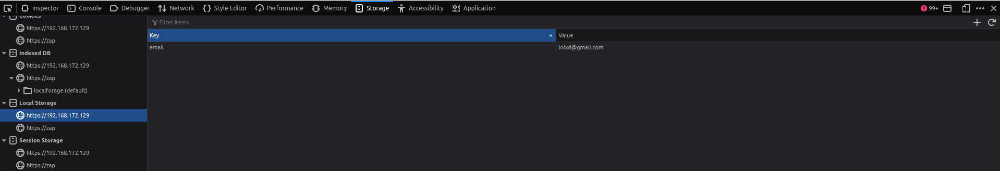 Inspector Console Debugger Network Style Editor Performance Memory Storage Accessibility Application 99+
Cookies
https://192.168.172.129
https://zap
Indexed DB
https://192.168.172.129
https://zap
localforage (default)
Local Storage
https://192.168.172.129
https://zap
Session Storage
https://192.168.172.129
https://zap
Filter Items
Key Value
email lolxd@gmail.com